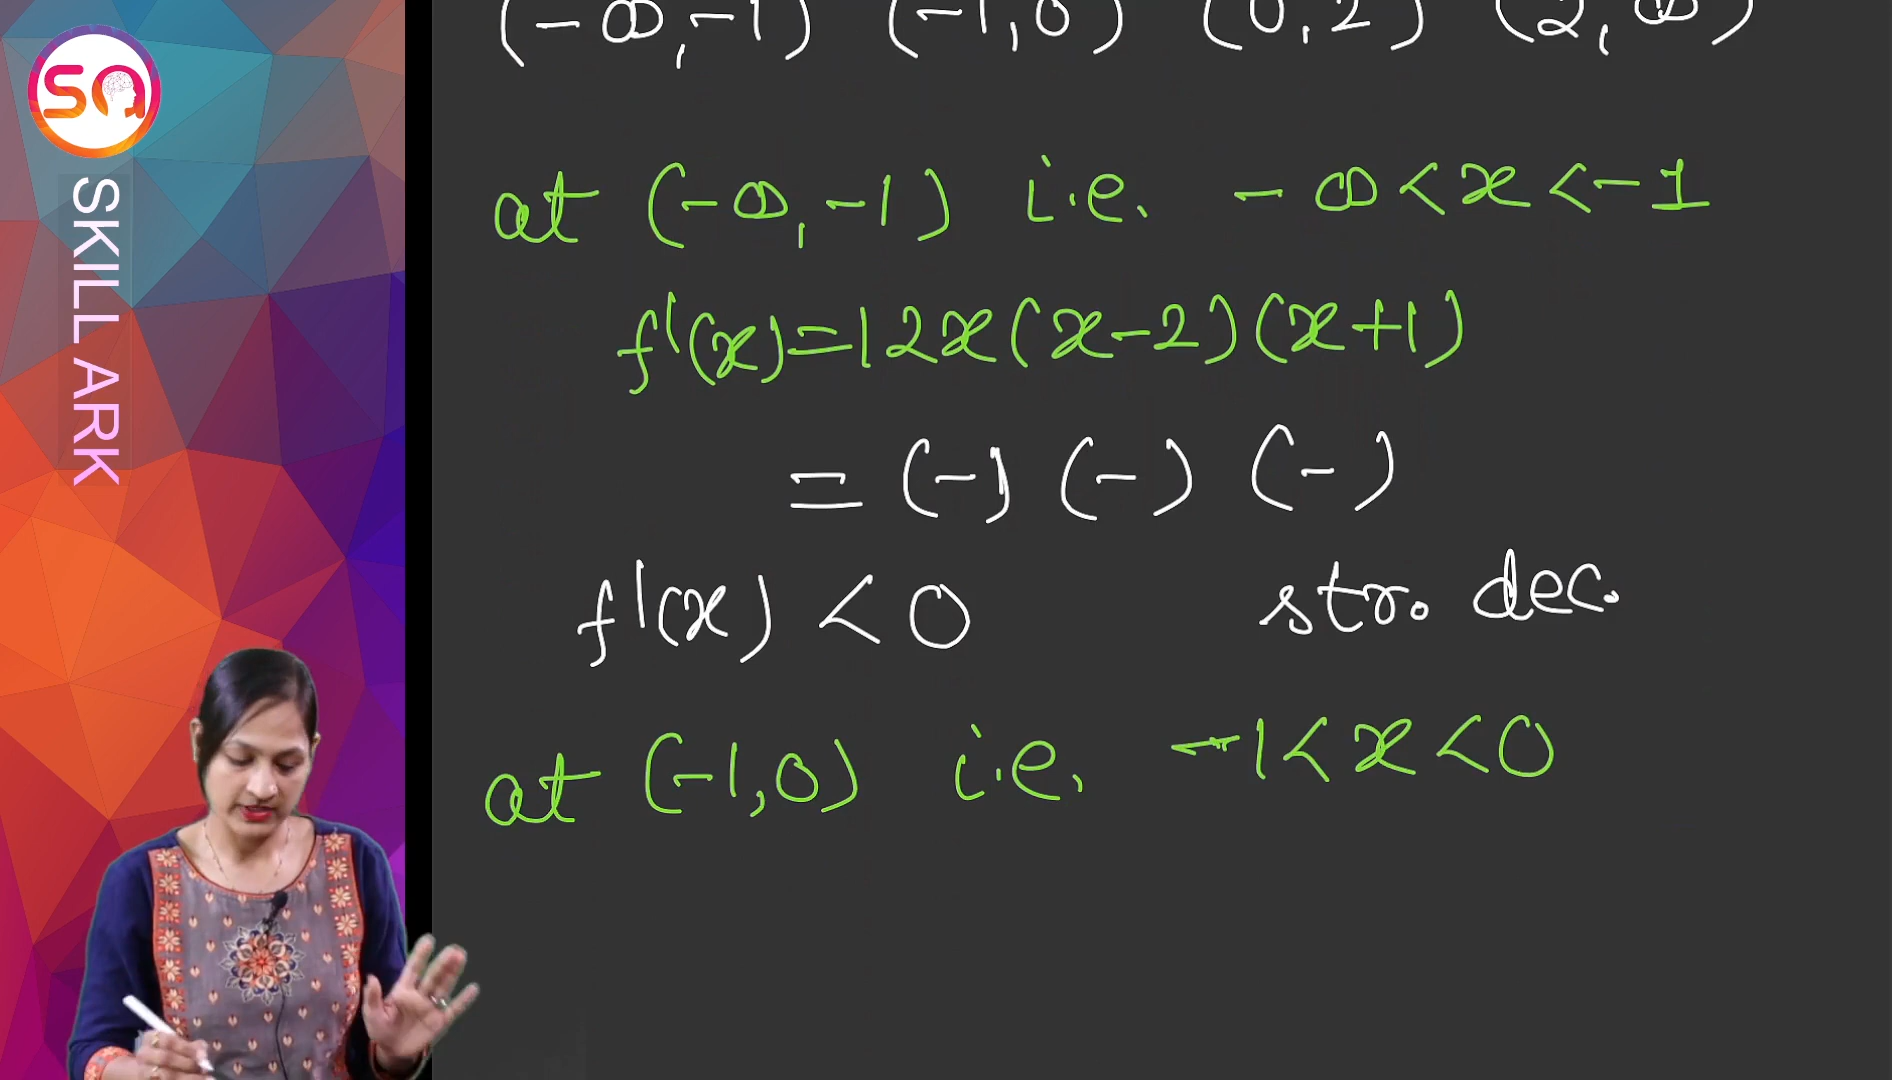 SA
SKILL ARK
(-∞,-1) (-1,0) (0,2) (2,∞)
at (-∞,-1) i.e. -∞<x<-1
f'(x)=12x(x-2)(x+1)
= (-) (-) (-)
f'(x) < 0 str. dec.
at (-1,0) i.e. -1<x<0